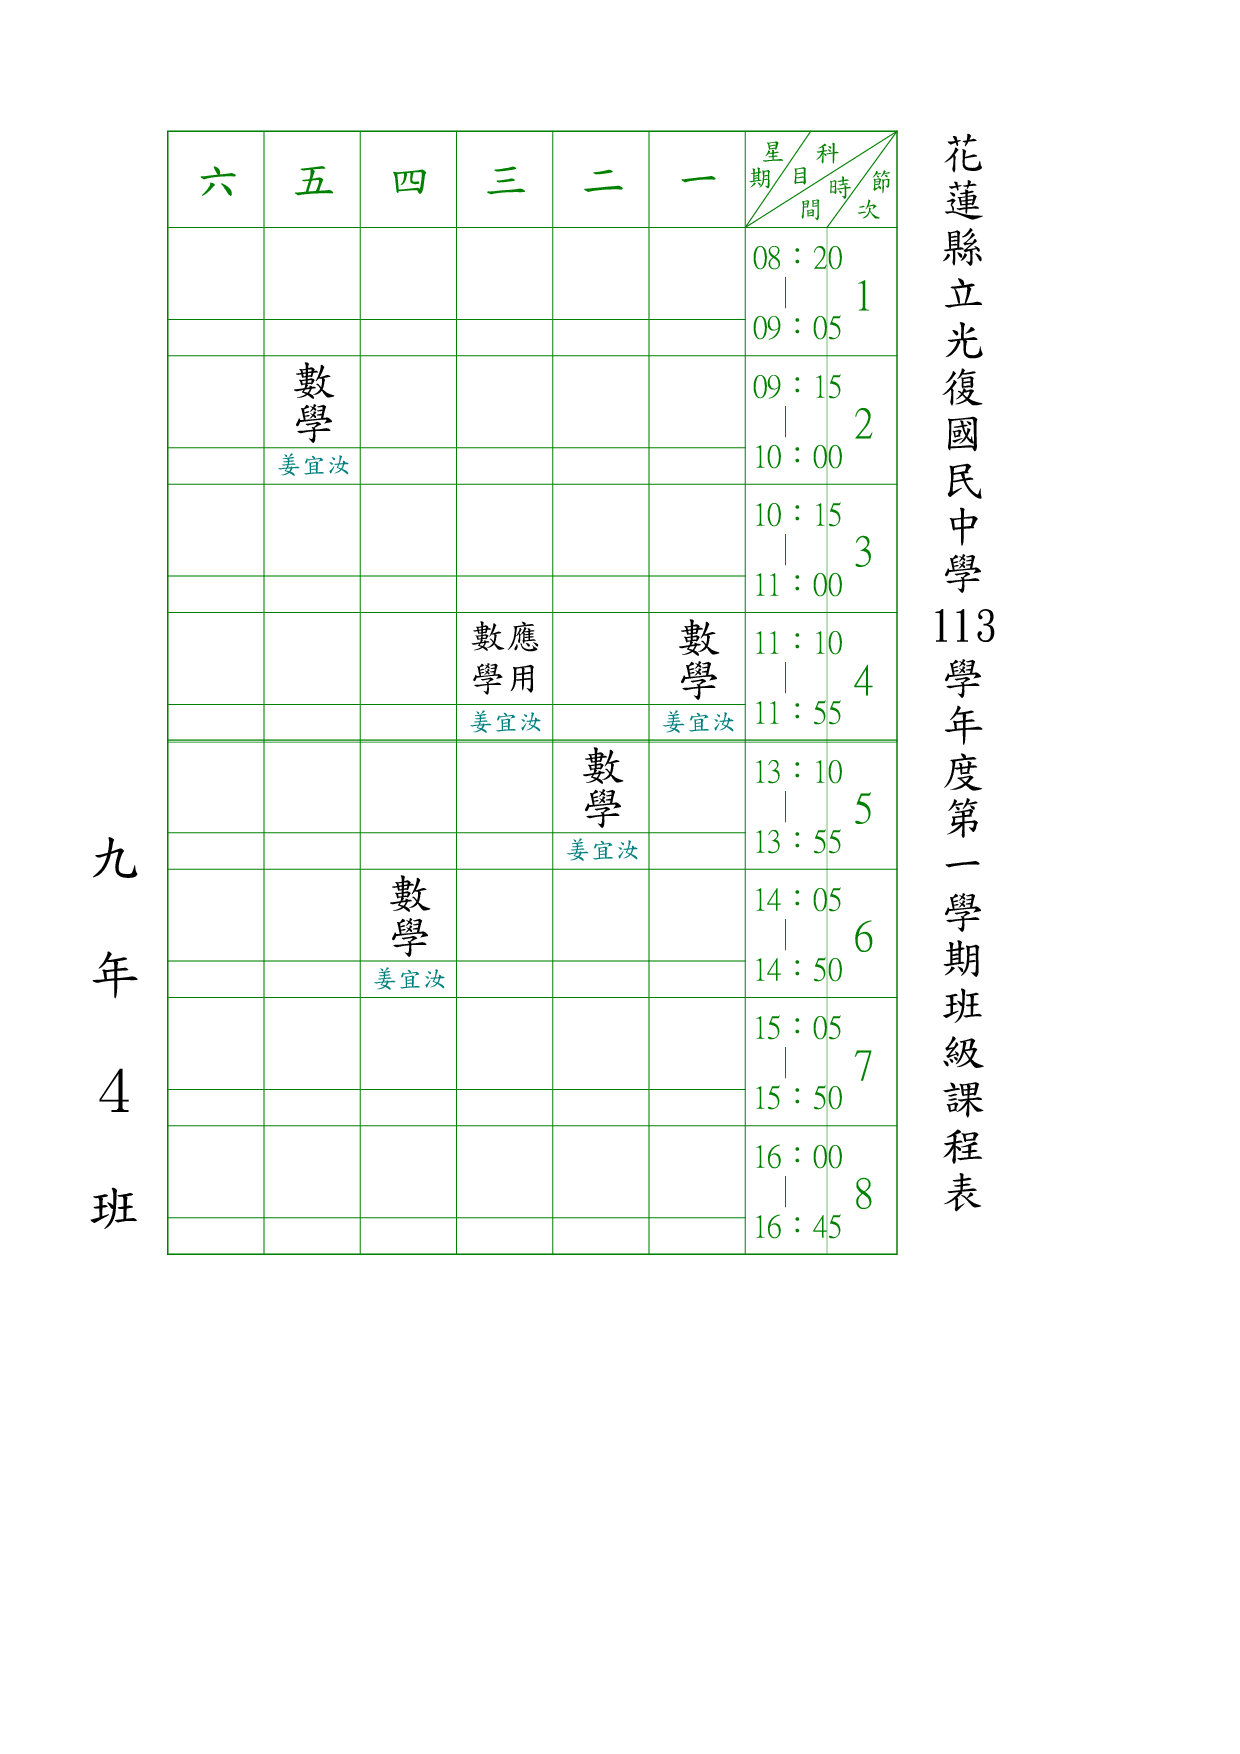 花蓮縣立光復國民中學113學年度第一學期班級課程表
星期 科目 時間 節次
一 二 三 四 五 六
08:20
|
09:05
1
09:15
|
10:00
2
數學
姜宜汝
10:15
|
11:00
3
11:10
|
11:55
4
數學
姜宜汝
應用數學
姜宜汝
13:10
|
13:55
5
數學
姜宜汝
14:05
|
14:50
6
數學
姜宜汝
15:05
|
15:50
7
16:00
|
16:45
8
九年4班